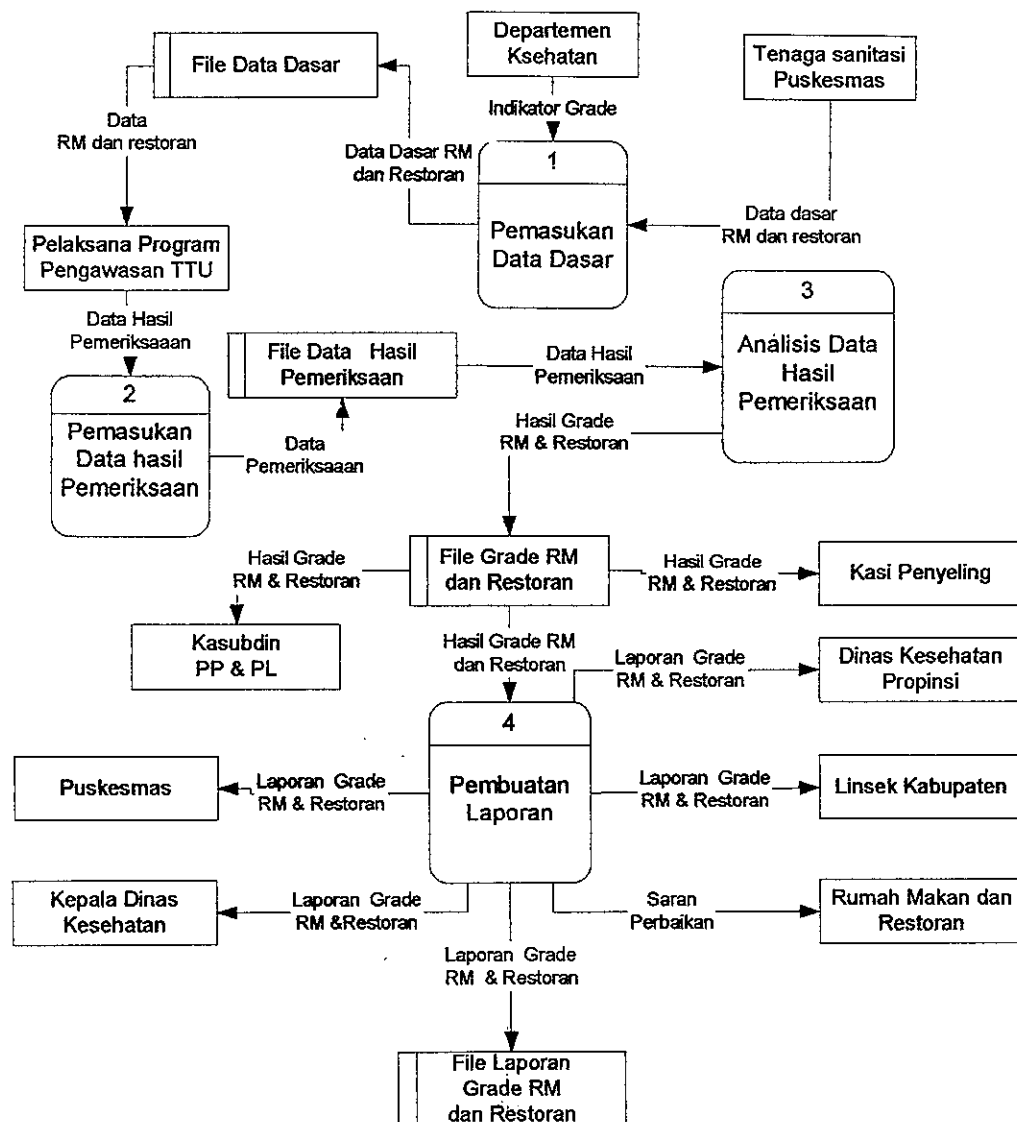 Departemen
Ksehatan
File Data Dasar
Tenaga sanitasi
Puskesmas
Indikator Grade
Data
RM dan restoran
Data Dasar RM
dan Restoran
1
Pemasukan
Data Dasar
Data dasar
RM dan restoran
Pelaksana Program
Pengawasan TTU
3
Análisis Data
Hasil
Pemeriksaan
Data Hasil
Pemeriksaaan
File Data Hasil
Pemeriksaan
Data Hasil
Pemeriksaan
2
Pemasukan
Data hasil
Pemeriksaan
Data
Pemeriksaaan
Hasil Grade
RM & Restoran
Hasil Grade
RM & Restoran
File Grade RM
dan Restoran
Hasil Grade
RM & Restoran
Kasi Penyeling
Kasubdin
PP & PL
Hasil Grade RM
dan Restoran
Laporan Grade
RM & Restoran
Dinas Kesehatan
Propinsi
4
Pembuatan
Laporan
Puskesmas
Laporan Grade
RM & Restoran
Laporan Grade
RM & Restoran
Linsek Kabupaten
Kepala Dinas
Kesehatan
Laporan Grade
RM &Restoran
Saran
Perbaikan
Rumah Makan dan
Restoran
Laporan Grade
RM & Restoran
File Laporan
Grade RM
dan Restoran